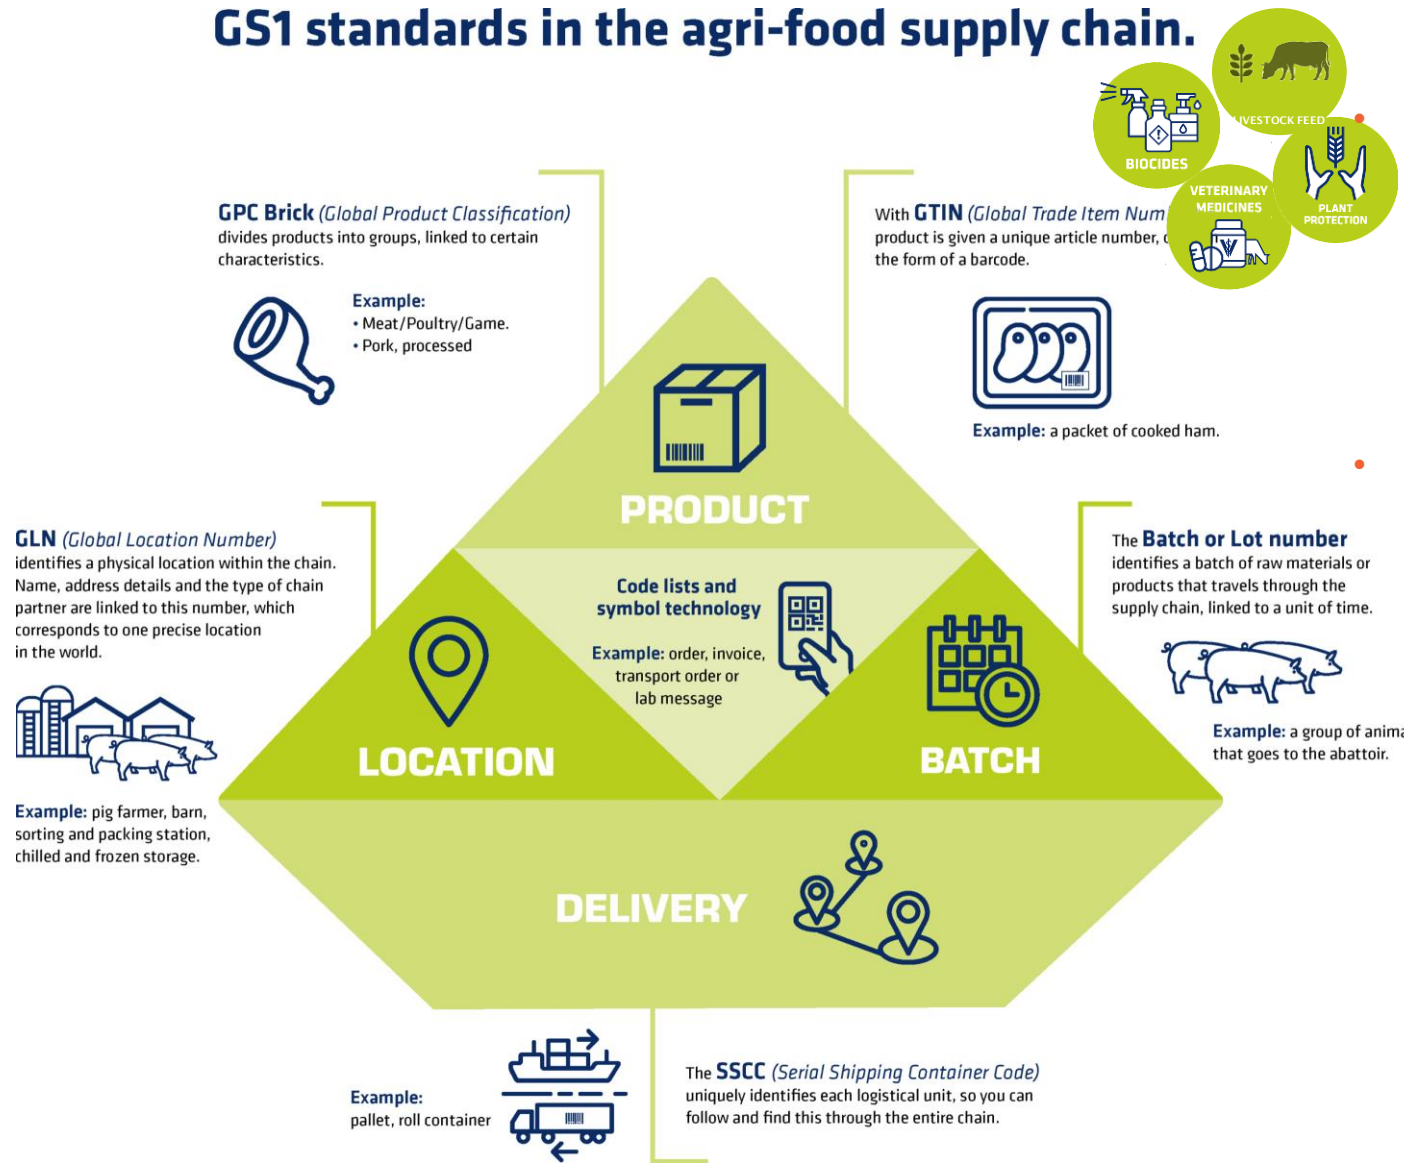 GS1 standards in the agri-food supply chain.
LIVESTOCK FEED
BIOCIDES
VETERINARY
MEDICINES
PLANT
PROTECTION
GPC Brick (Global Product Classification)
divides products into groups, linked to certain
characteristics.
Example:
• Meat/Poultry/Game.
• Pork, processed
With GTIN (Global Trade Item Num
product is given a unique article number,
the form of a barcode.
Example: a packet of cooked ham.
PRODUCT
GLN (Global Location Number)
identifies a physical location within the chain.
Name, address details and the type of chain
partner are linked to this number, which
corresponds to one precise location
in the world.
Example: pig farmer, barn,
sorting and packing station,
chilled and frozen storage.
LOCATION
Code lists and
symbol technology
Example: order, invoice,
transport order or
lab message
BATCH
The Batch or Lot number
identifies a batch of raw materials or
products that travels through the
supply chain, linked to a unit of time.
Example: a group of anima
that goes to the abattoir.
DELIVERY
Example:
pallet, roll container
The SSCC (Serial Shipping Container Code)
uniquely identifies each logistical unit, so you can
follow and find this through the entire chain.